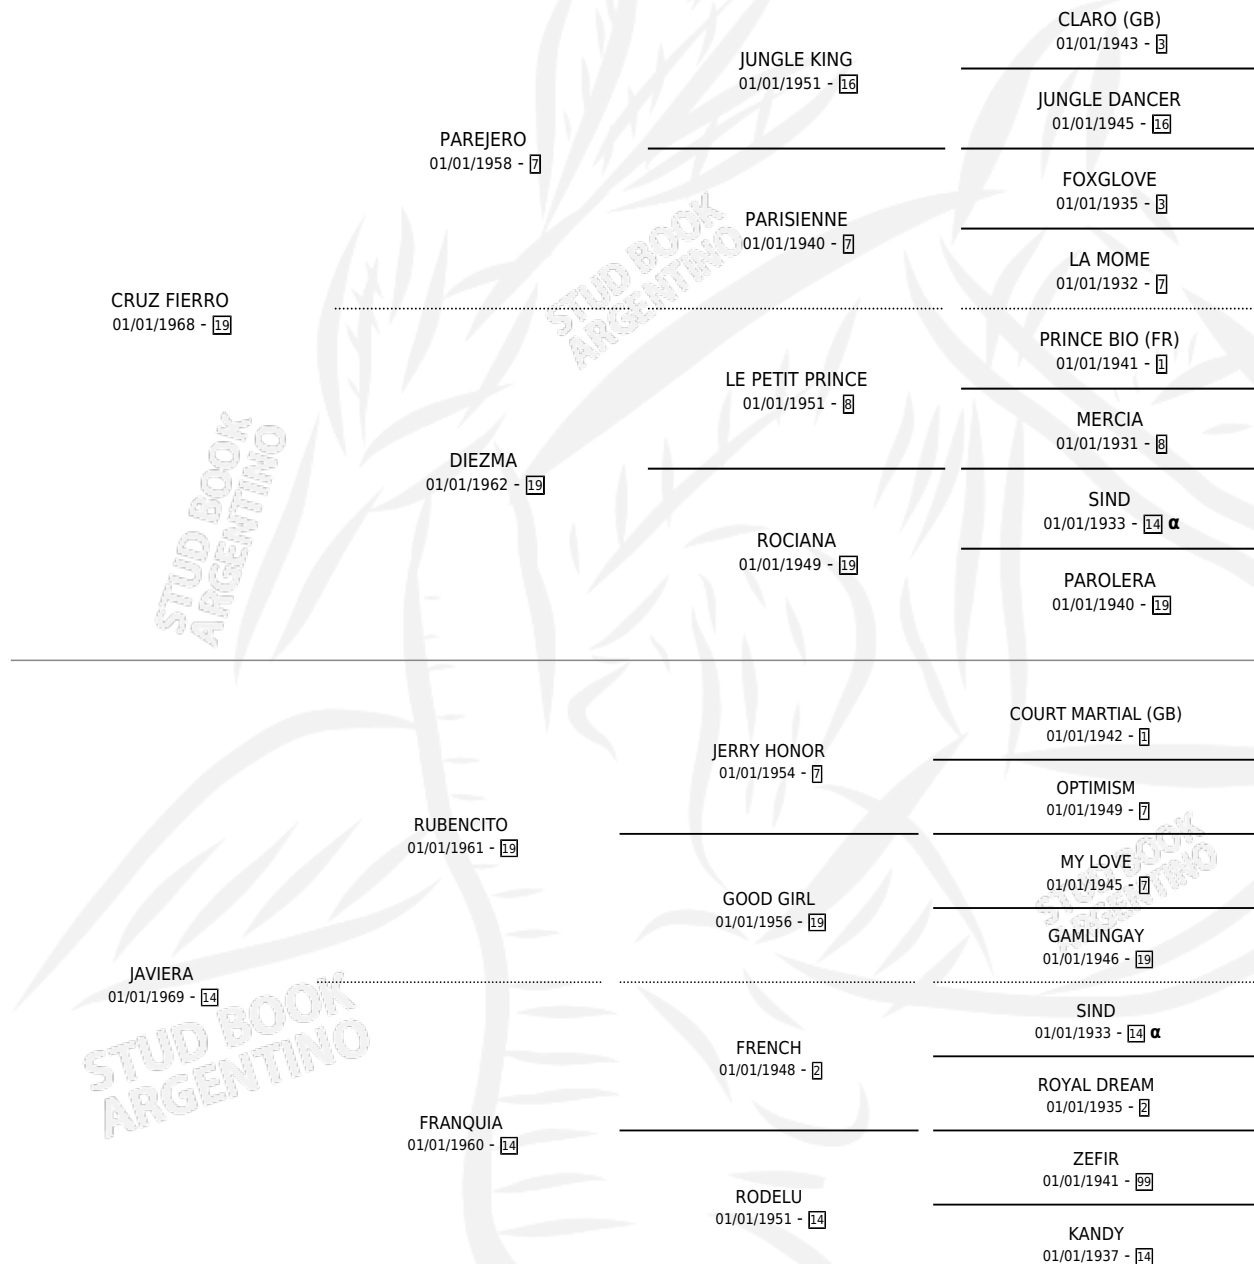 CLARO (GB)
01/01/1943 - 3
JUNGLE KING
01/01/1951 - 16
JUNGLE DANCER
01/01/1945 - 16
PAREJERO
01/01/1958 - 7
FOXGLOVE
01/01/1935 - 3
PARISIENNE
01/01/1940 - 7
LA MOME
01/01/1932 - 7
CRUZ FIERRO
01/01/1968 - 19
PRINCE BIO (FR)
01/01/1941 - 1
LE PETIT PRINCE
01/01/1951 - 8
MERCIA
01/01/1931 - 8
DIEZMA
01/01/1962 - 19
SIND
01/01/1933 - 14 α
ROCIANA
01/01/1949 - 19
PAROLERA
01/01/1940 - 19
COURT MARTIAL (GB)
01/01/1942 - 1
JERRY HONOR
01/01/1954 - 7
OPTIMISM
01/01/1949 - 7
RUBENCITO
01/01/1961 - 19
MY LOVE
01/01/1945 - 7
GOOD GIRL
01/01/1956 - 19
GAMLINGAY
01/01/1946 - 19
JAVIERA
01/01/1969 - 14
SIND
01/01/1933 - 14 α
FRENCH
01/01/1948 - 2
ROYAL DREAM
01/01/1935 - 2
FRANQUIA
01/01/1960 - 14
ZEFIR
01/01/1941 - 99
RODELU
01/01/1951 - 14
KANDY
01/01/1937 - 14
STUD BOOK
ARGENTINO
STUD BOOK
ARGENTINO
STUD BOOK
ARGENTINO
STUD BOOK
ARGENTINO